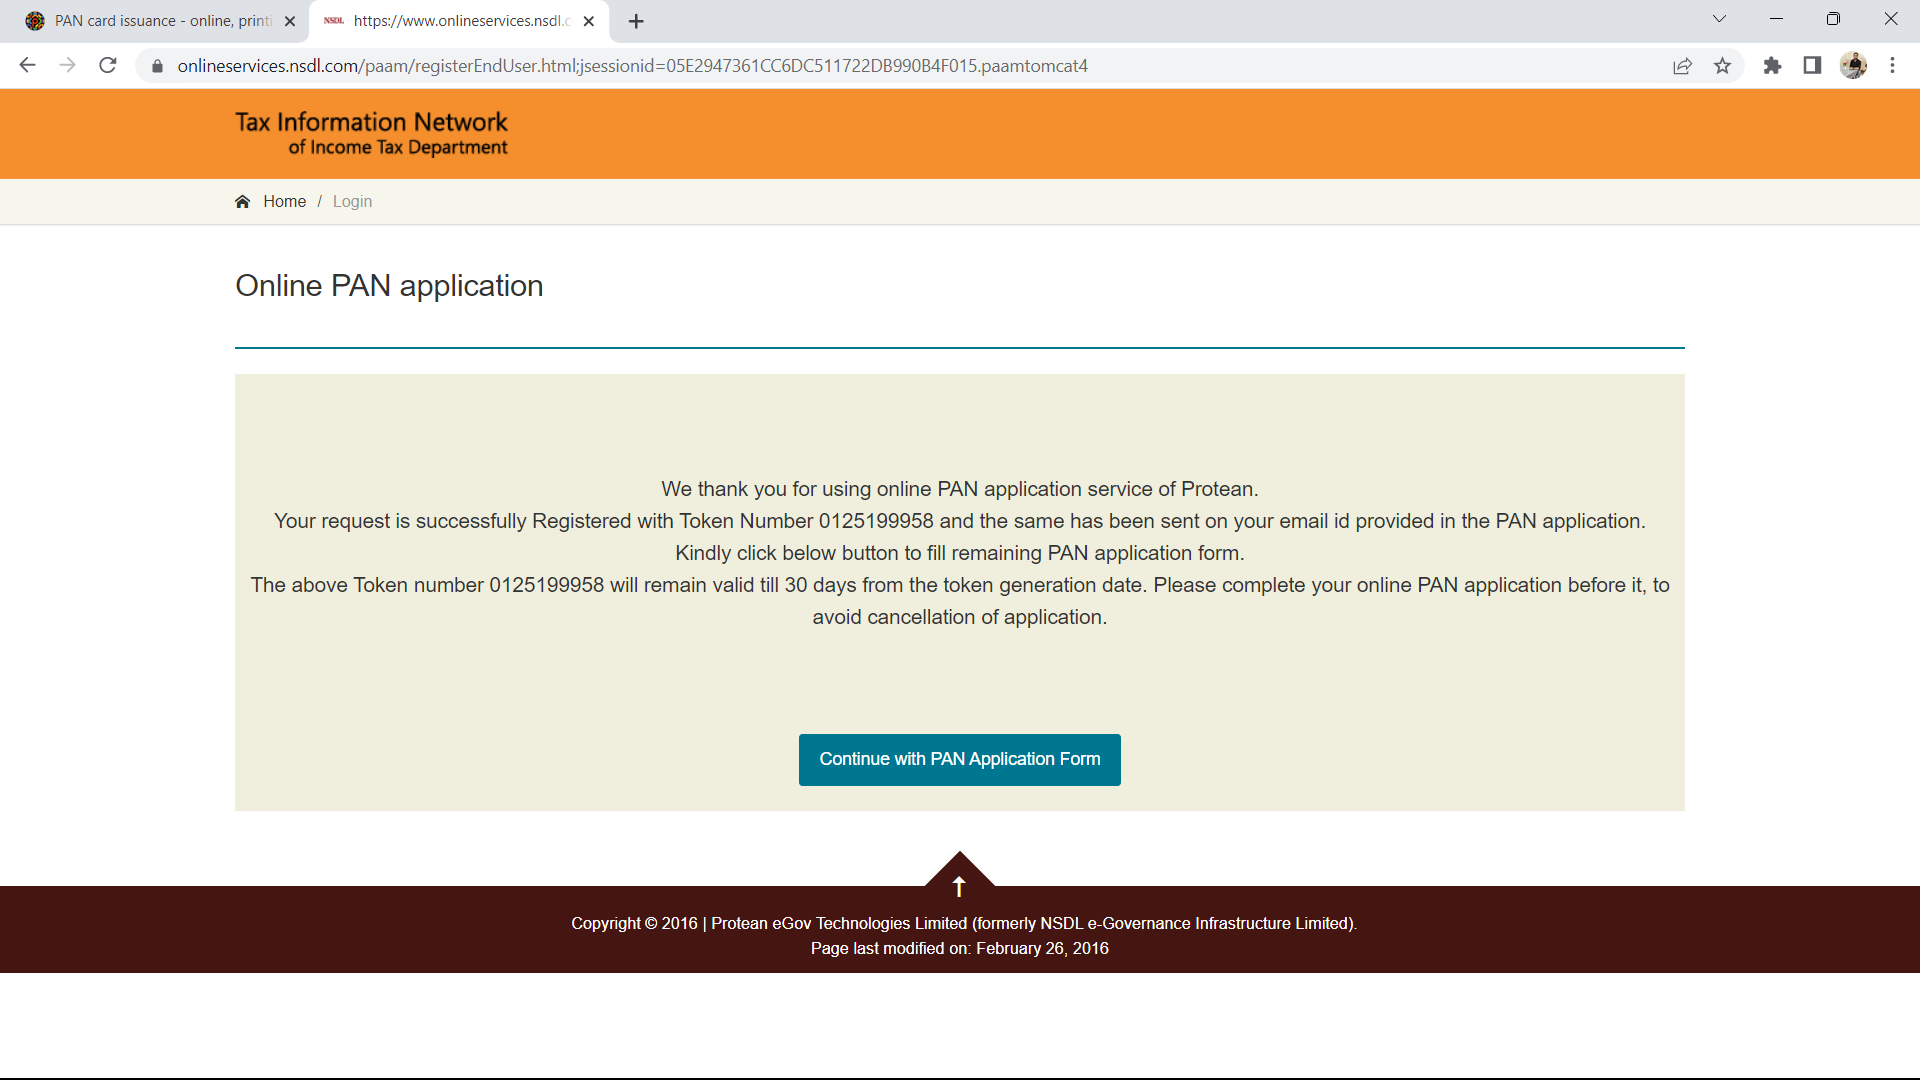 PAN card issuance - online, printi
NSDL https://www.onlineservices.nsdl.c
onlineservices.nsdl.com/paam/registerEndUser.html;jsessionid=05E2947361CC6DC511722DB990B4F015.paamtomcat4
Tax Information Network
of Income Tax Department
Home / Login
Online PAN application
We thank you for using online PAN application service of Protean.
Your request is successfully Registered with Token Number 0125199958 and the same has been sent on your email id provided in the PAN application.
Kindly click below button to fill remaining PAN application form.
The above Token number 0125199958 will remain valid till 30 days from the token generation date. Please complete your online PAN application before it, to
avoid cancellation of application.
Continue with PAN Application Form
Copyright © 2016 | Protean eGov Technologies Limited (formerly NSDL e-Governance Infrastructure Limited).
Page last modified on: February 26, 2016